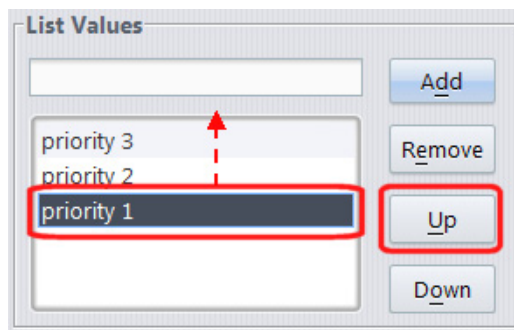 List Values
Add
priority 3
priority 2
priority 1
Remove
Up
Down